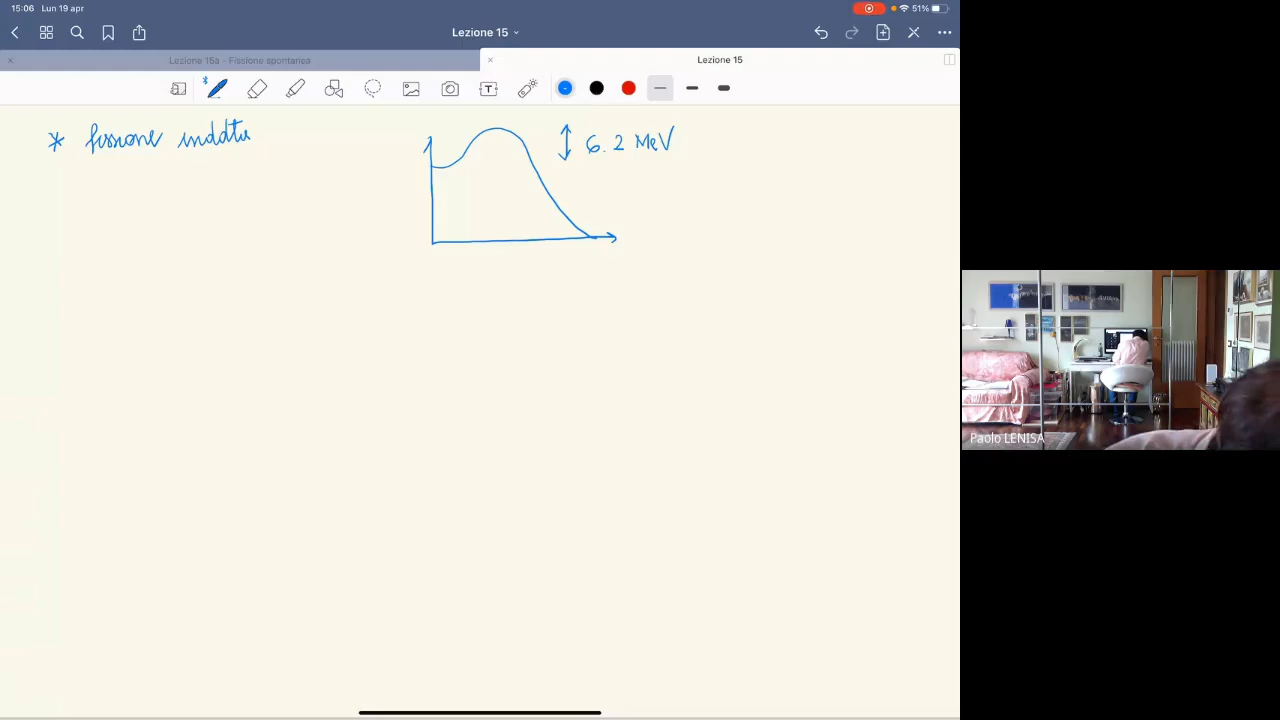 15:06 Lun 19 apr
51%
Lezione 15
Lezione 15a - Fissione spontanea
Lezione 15
T
* fissione indotta
6.2 MeV
Paolo LENISA